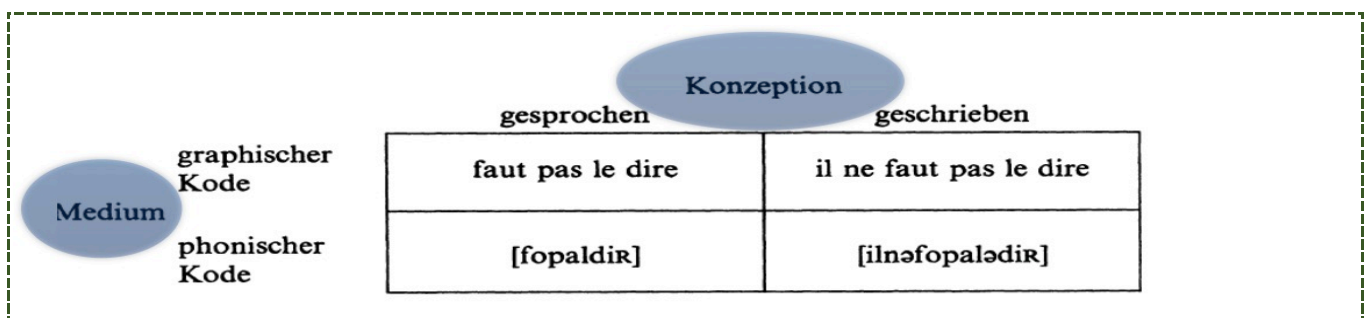 Konzeption
gesprochen geschrieben
graphischer
Kode
faut pas le dire il ne faut pas le dire
Medium
phonischer
Kode
[fopaldiʀ] [ilnəfopalədiʀ]